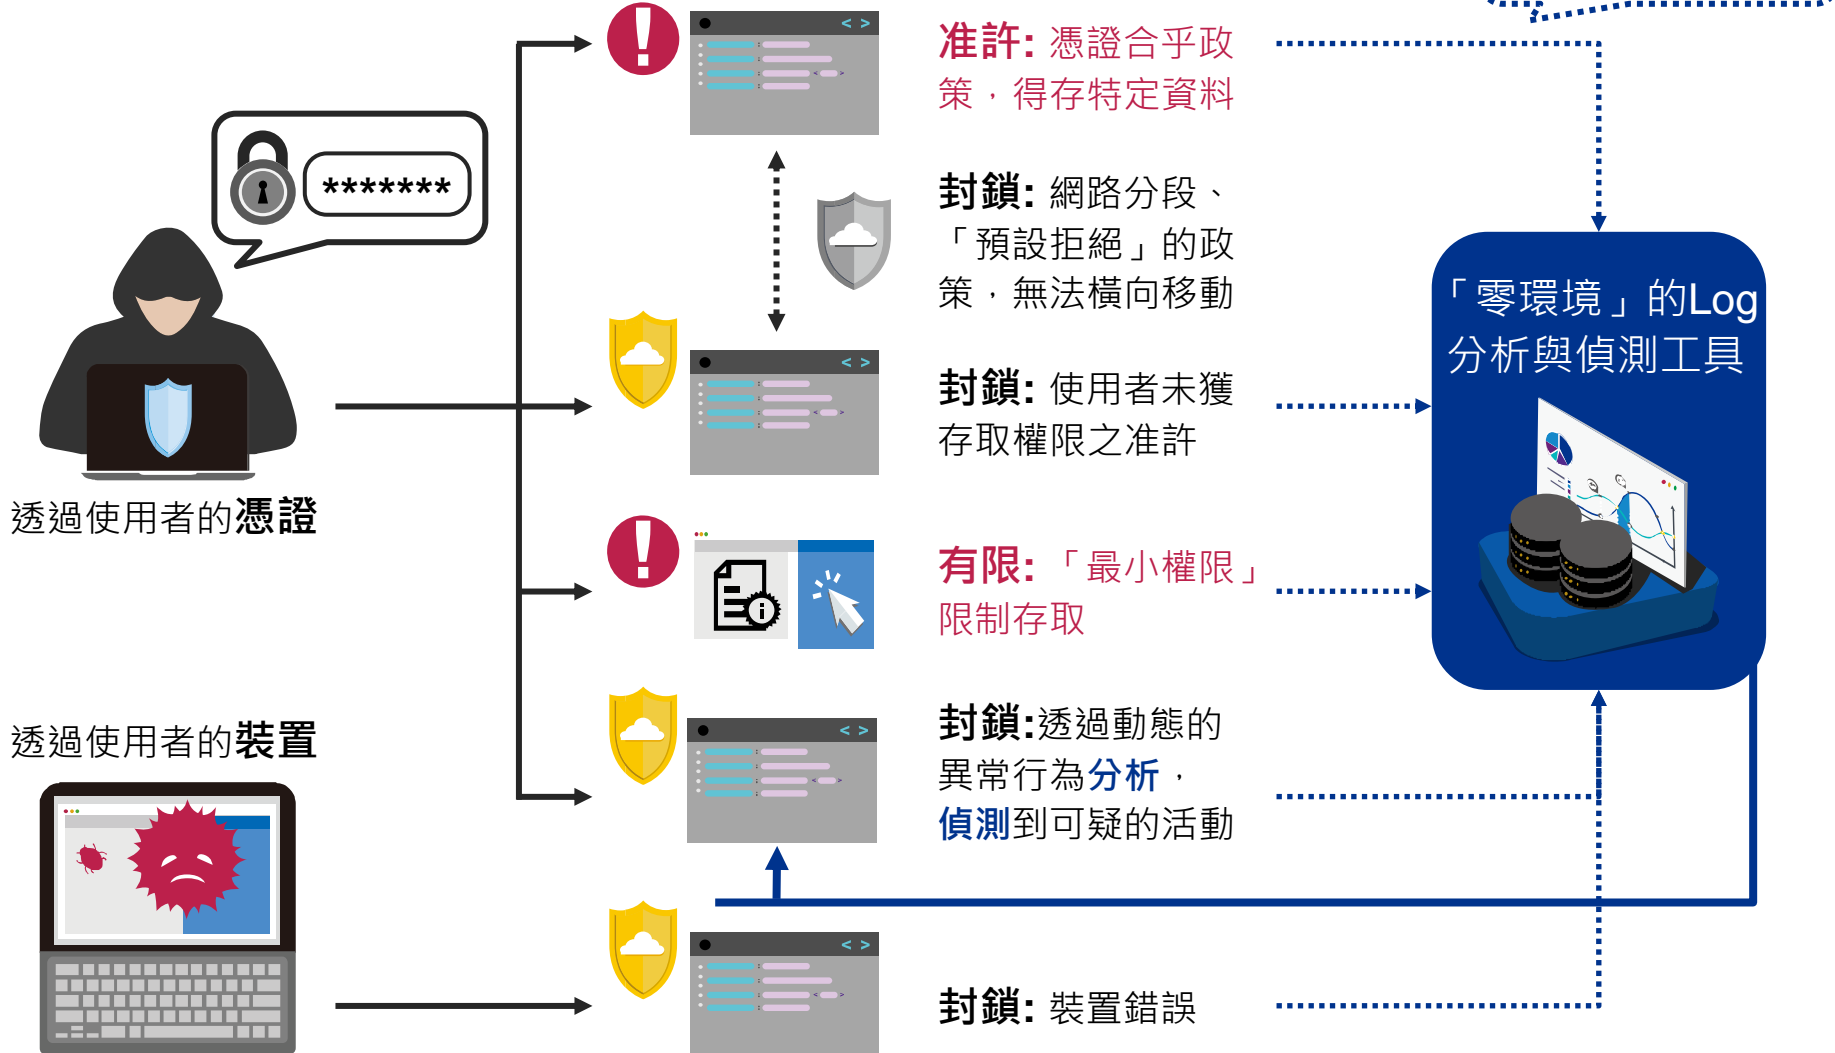 准許: 憑證合乎政
策，得存特定資料
*******
封鎖: 網路分段、
「預設拒絕」的政
策，無法橫向移動
「零環境」的Log
分析與偵測工具
封鎖: 使用者未獲
存取權限之准許
透過使用者的憑證
有限: 「最小權限」
限制存取
透過使用者的裝置
封鎖:透過動態的
異常行為分析，
偵測到可疑的活動
封鎖: 裝置錯誤